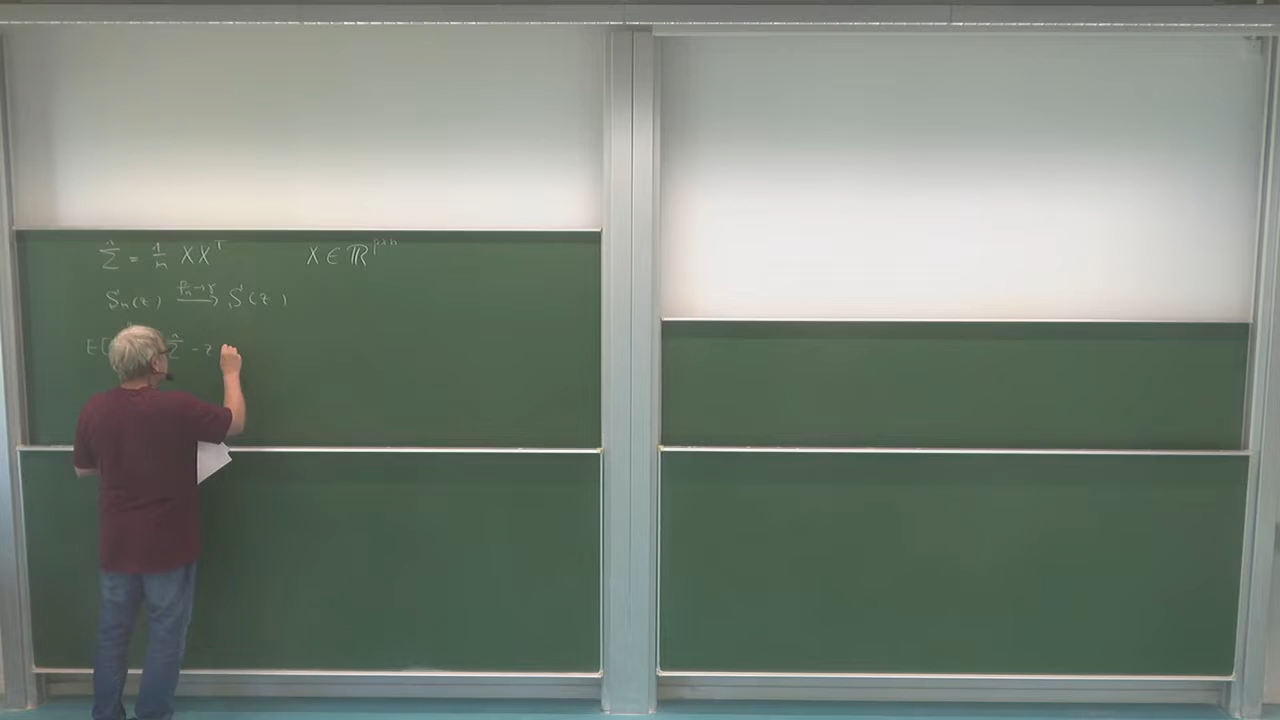 Σ̂ = 1/n XX^T X ∈ ℝ^{p×n}
S_n(z) —p/n→γ→ S(z)
E[ Σ̂ - z